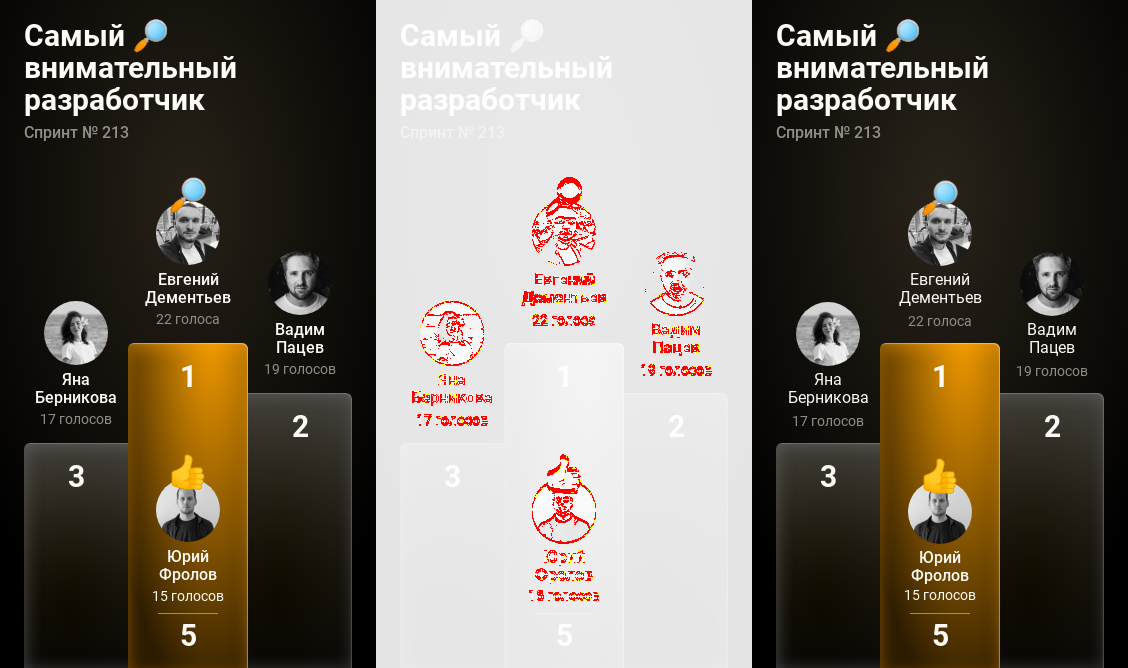 Самый
внимательный
разработчик
Спринт № 213
Евгений
Дементьев
22 голоса
Вадим
Пацев
19 голосов
Яна
Берникова
17 голосов
1
2
3
Юрий
Фролов
15 голосов
5
Самый
внимательный
разработчик
Спринт № 213
Евгений
Дементьев
22 голоса
Вадим
Пацев
19 голосов
Яна
Берникова
17 голосов
1
2
3
Юрий
Фролов
15 голосов
5
Самый
внимательный
разработчик
Спринт № 213
Евгений
Дементьев
22 голоса
Вадим
Пацев
19 голосов
Яна
Берникова
17 голосов
1
2
3
Юрий
Фролов
15 голосов
5